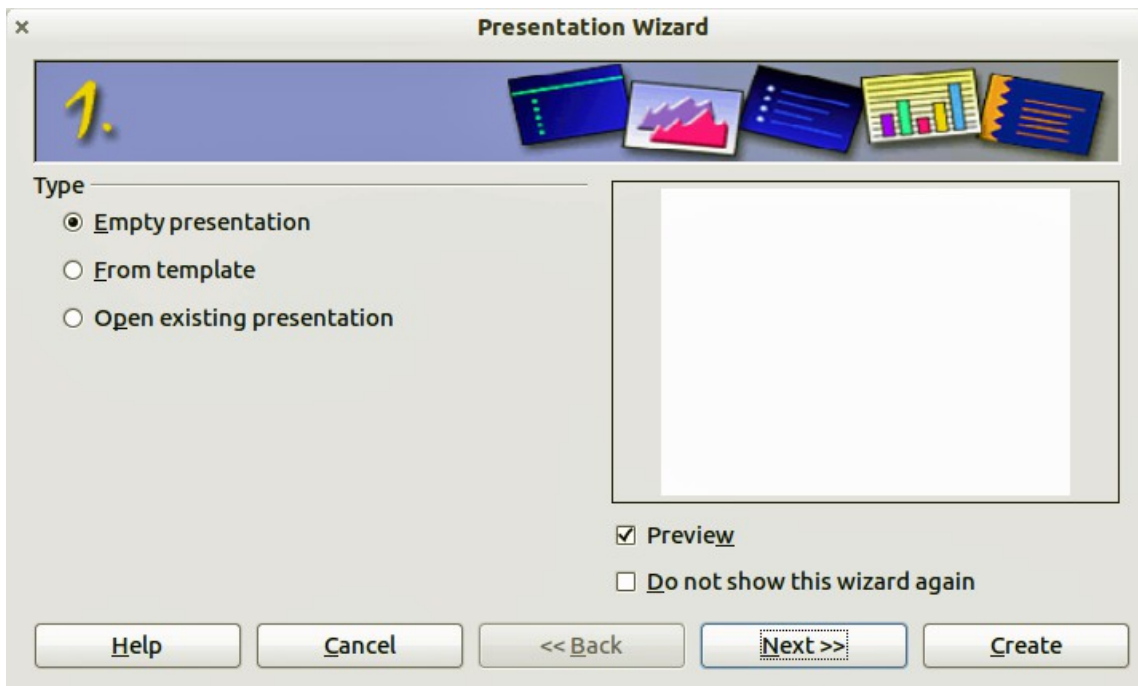 Presentation Wizard
1.
Type
Empty presentation
From template
Open existing presentation
Preview
Do not show this wizard again
Help
Cancel
<< Back
Next >>
Create